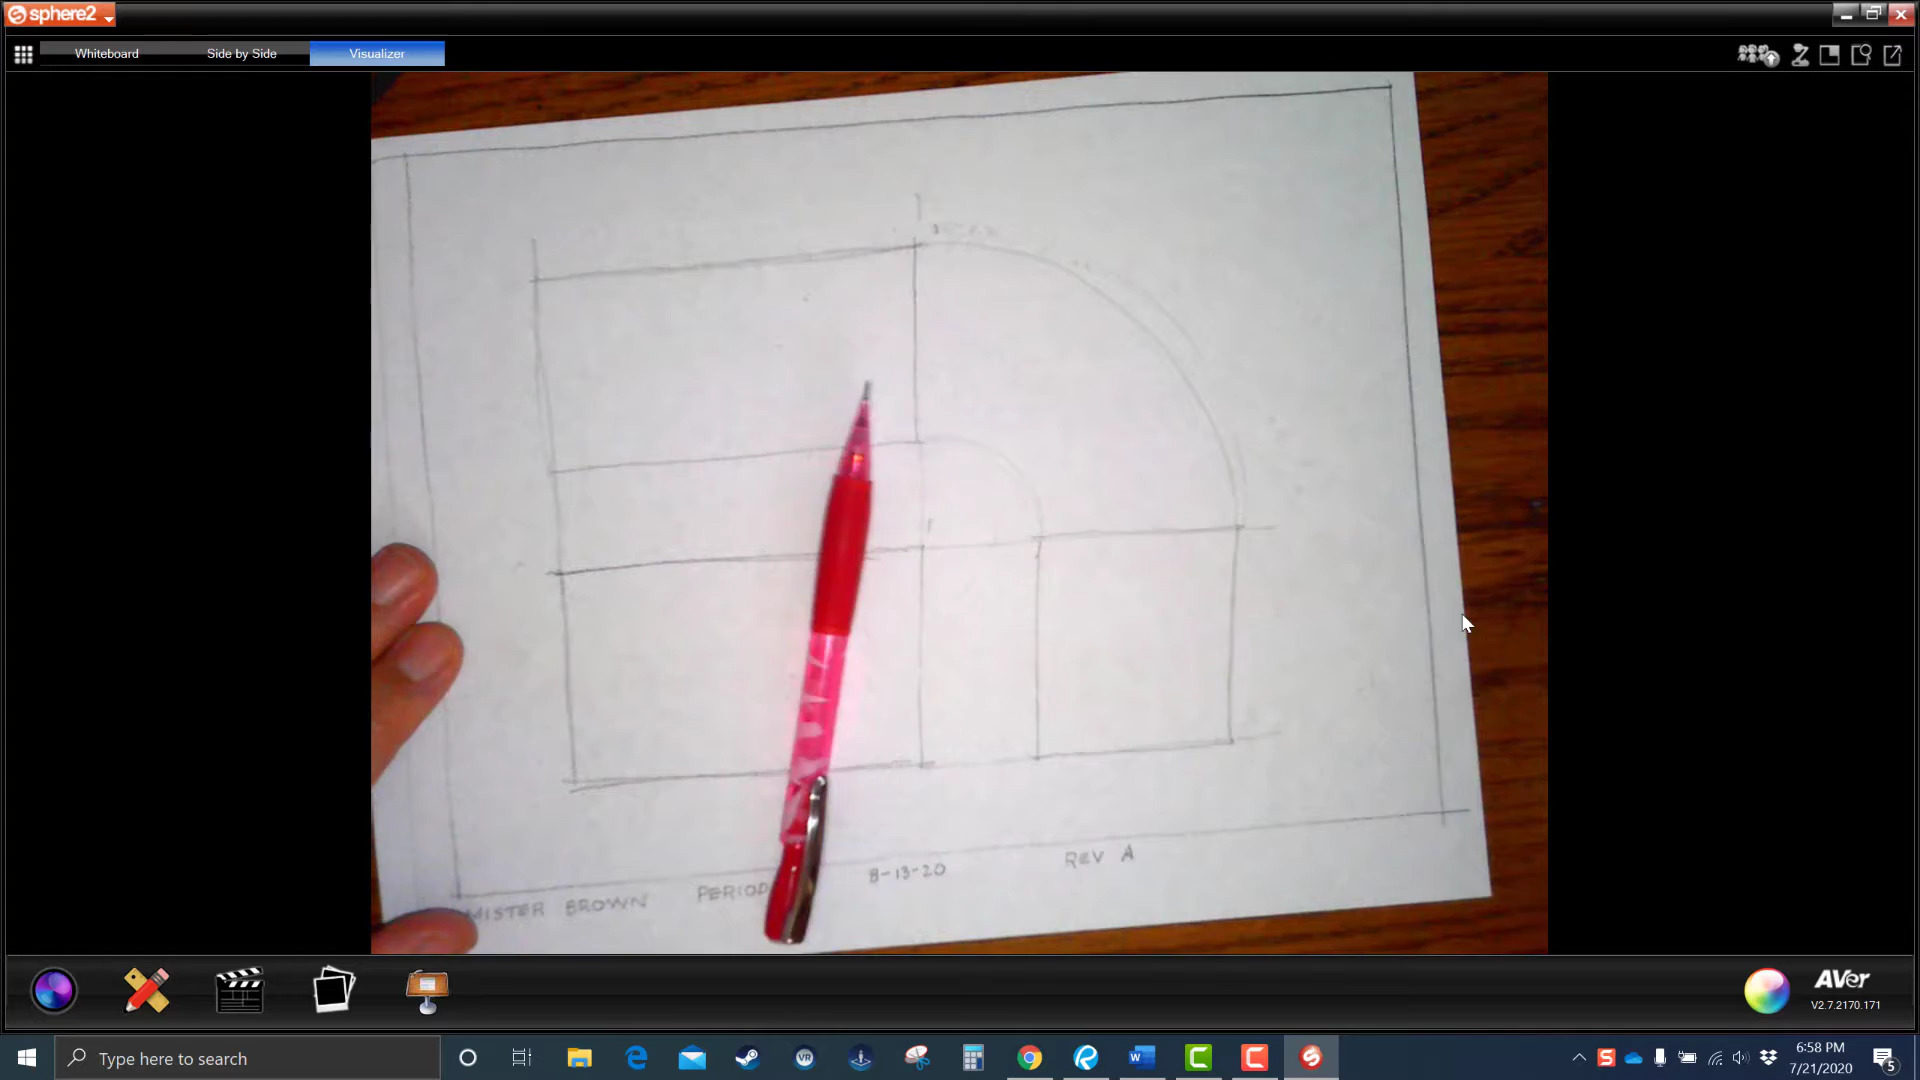 sphere2
Whiteboard Side by Side Visualizer
MISTER BROWN PERIOD 8-13-20 REV A
AVer
V2.7.2170.171
Type here to search
6:58 PM
7/21/2020
5